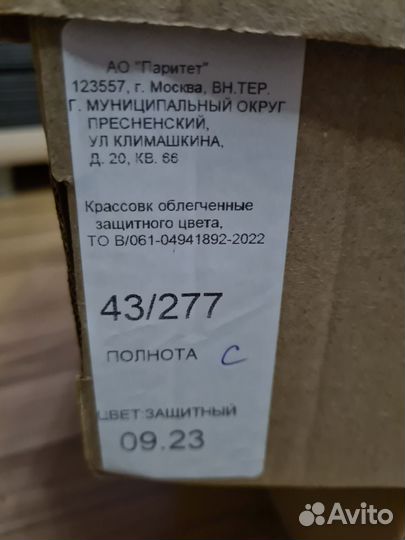 АО "Паритет"
123557, г. Москва, ВН.ТЕР.
Г. МУНИЦИПАЛЬНЫЙ ОКРУГ
ПРЕСНЕНСКИЙ,
УЛ КЛИМАШКИНА,
Д. 20, КВ. 66
Крассовк облегченные
защитного цвета,
ТО В/061-04941892-2022
43/277
ПОЛНОТА С
ЦВЕТ:ЗАЩИТНЫЙ
09.23
Avito